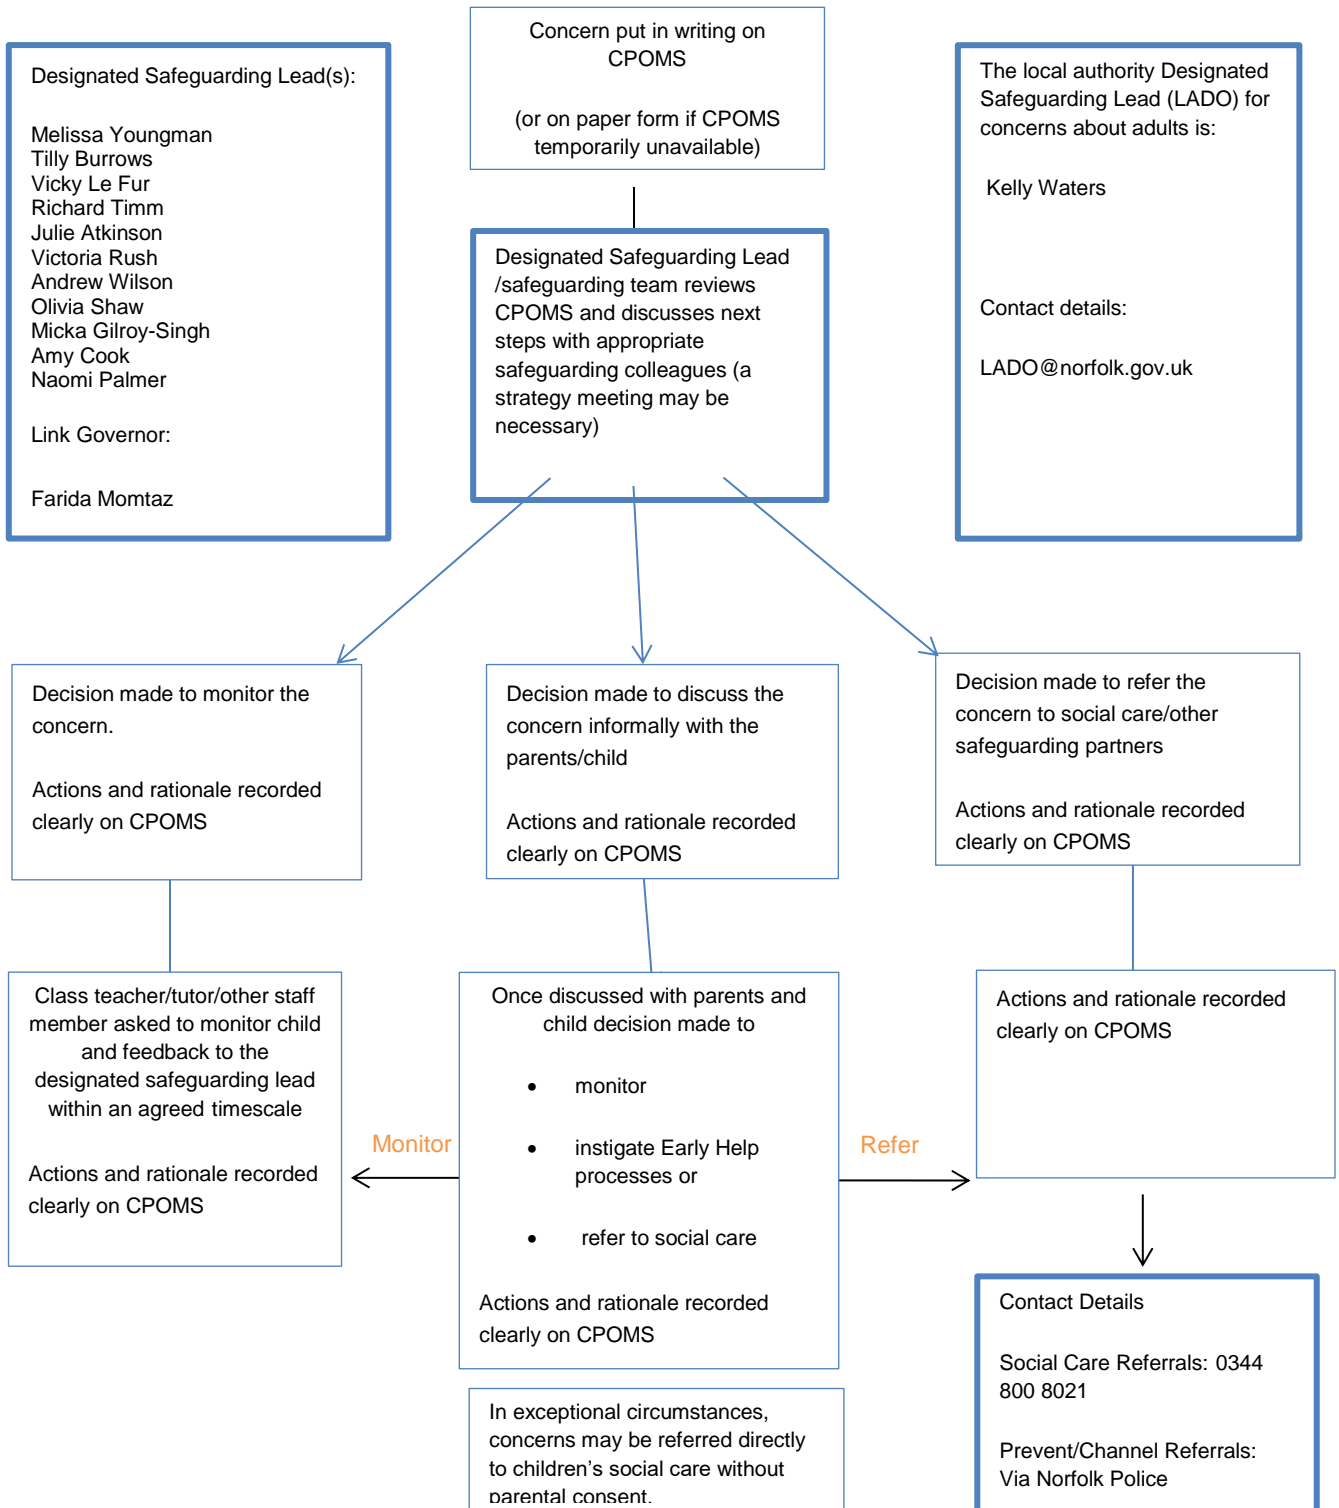 Concern put in writing on
CPOMS
(or on paper form if CPOMS
temporarily unavailable)
Designated Safeguarding Lead(s):
Melissa Youngman
Tilly Burrows
Vicky Le Fur
Richard Timm
Julie Atkinson
Victoria Rush
Andrew Wilson
Olivia Shaw
Micka Gilroy-Singh
Amy Cook
Naomi Palmer
Link Governor:
Farida Momtaz
The local authority Designated
Safeguarding Lead (LADO) for
concerns about adults is:
Kelly Waters
Contact details:
LADO@norfolk.gov.uk
Designated Safeguarding Lead
/safeguarding team reviews
CPOMS and discusses next
steps with appropriate
safeguarding colleagues (a
strategy meeting may be
necessary)
Decision made to monitor the
concern.
Actions and rationale recorded
clearly on CPOMS
Decision made to discuss the
concern informally with the
parents/child
Actions and rationale recorded
clearly on CPOMS
Decision made to refer the
concern to social care/other
safeguarding partners
Actions and rationale recorded
clearly on CPOMS
Class teacher/tutor/other staff
member asked to monitor child
and feedback to the
designated safeguarding lead
within an agreed timescale
Actions and rationale recorded
clearly on CPOMS
Monitor
Once discussed with parents and
child decision made to
• monitor
• instigate Early Help
processes or
• refer to social care
Actions and rationale recorded
clearly on CPOMS
Refer
Actions and rationale recorded
clearly on CPOMS
In exceptional circumstances,
concerns may be referred directly
to children's social care without
parental consent.
Contact Details
Social Care Referrals: 0344
800 8021
Prevent/Channel Referrals:
Via Norfolk Police